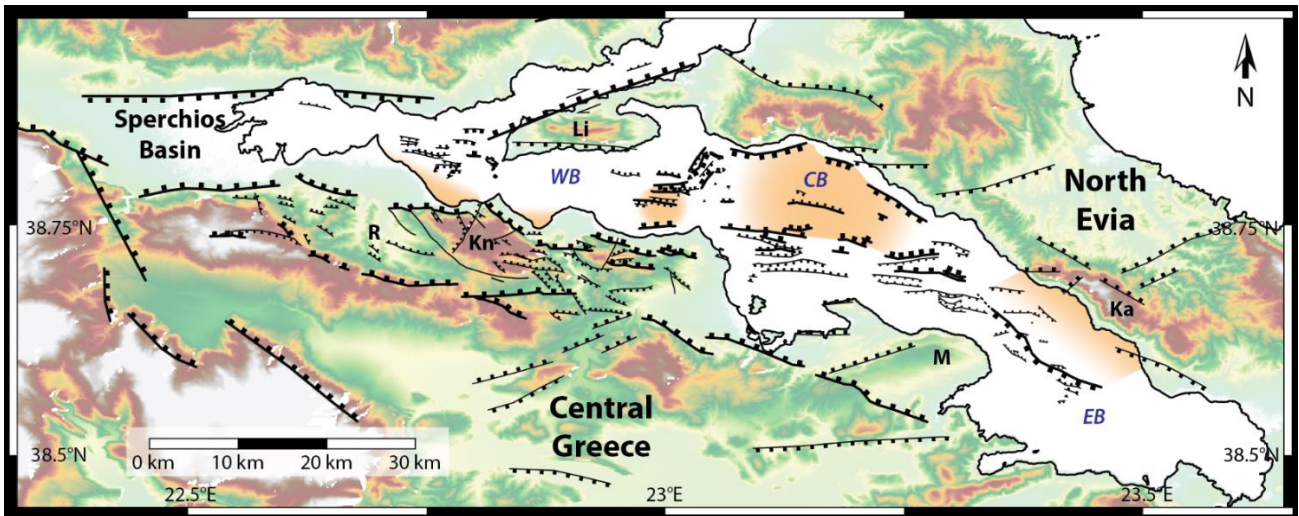 N
Sperchios
Basin
Li
WB
CB
North
Evia
38.75°N
38.75°N
R
Kn
Ka
M
Central
Greece
EB
0 km 10 km 20 km 30 km
38.5°N
38.5°N
22.5°E
23°E
23.5°E